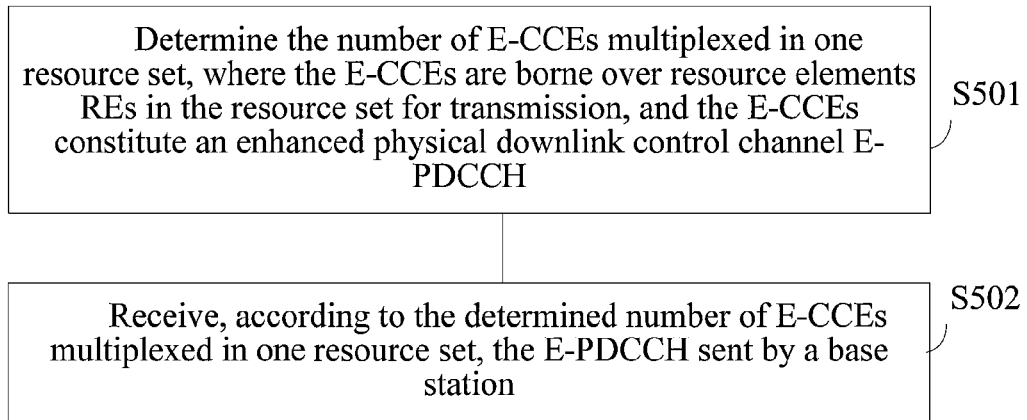 Determine the number of E-CCEs multiplexed in one
resource set, where the E-CCEs are borne over resource elements
REs in the resource set for transmission, and the E-CCEs
constitute an enhanced physical downlink control channel E-
PDCCH
S501
Receive, according to the determined number of E-CCEs
multiplexed in one resource set, the E-PDCCH sent by a base
station
S502